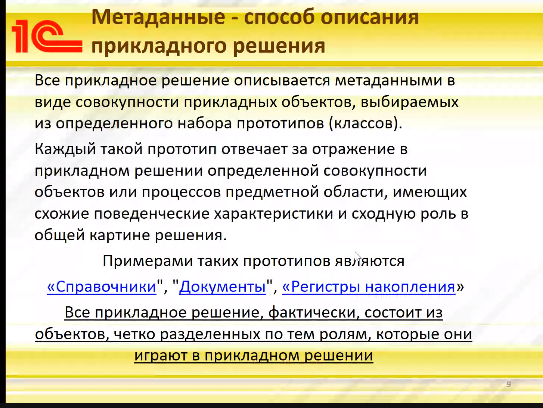 1С
Метаданные - способ описания
прикладного решения
Все прикладное решение описывается метаданными в
виде совокупности прикладных объектов, выбираемых
из определенного набора прототипов (классов).
Каждый такой прототип отвечает за отражение в
прикладном решении определенной совокупности
объектов или процессов предметной области, имеющих
схожие поведенческие характеристики и сходную роль в
общей картине решения.
Примерами таких прототипов являются
«Справочники", "Документы", «Регистры накопления»
Все прикладное решение, фактически, состоит из
объектов, четко разделенных по тем ролям, которые они
играют в прикладном решении
9